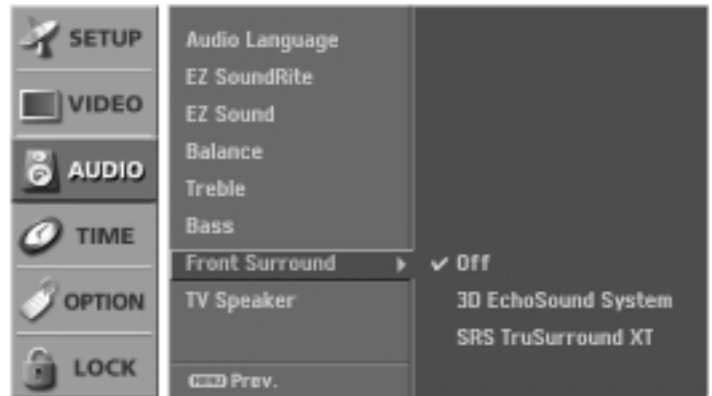 SETUP
VIDEO
AUDIO
TIME
OPTION
LOCK
Audio Language
EZ SoundRite
EZ Sound
Balance
Treble
Bass
Front Surround
TV Speaker
MENU Prev.
Off
3D EchoSound System
SRS TruSurround XT